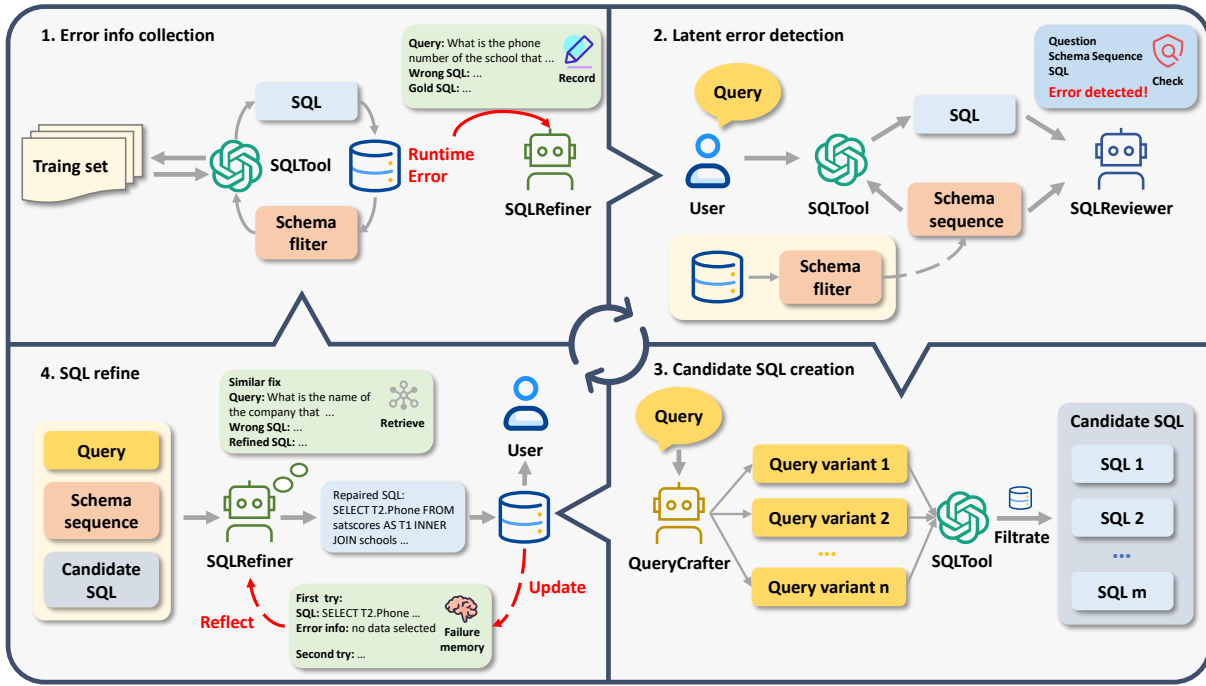 1. Error info collection
Query: What is the phone
number of the school that ...
Wrong SQL: ...
Gold SQL: ...
Record
SQL
Traing set
SQLTool
Runtime
Error
SQLRefiner
Schema
fliter
2. Latent error detection
Question
Schema Sequence
SQL
Error detected!
Check
Query
SQL
User
SQLTool
Schema
sequence
SQLReviewer
Schema
fliter
4. SQL refine
Similar fix
Query: What is the name of
the company that ...
Wrong SQL: ...
Refined SQL: ...
Retrieve
User
Query
Schema
sequence
Candidate
SQL
SQLRefiner
Repaired SQL:
SELECT T2.Phone FROM
satscores AS T1 INNER
JOIN schools ...
Update
Reflect
First try:
SQL: SELECT T2.Phone ...
Error info: no data selected
Second try: ...
Failure
memory
3. Candidate SQL creation
Query
QueryCrafter
Query variant 1
Query variant 2
...
Query variant n
SQLTool
Filtrate
Candidate SQL
SQL 1
SQL 2
...
SQL m